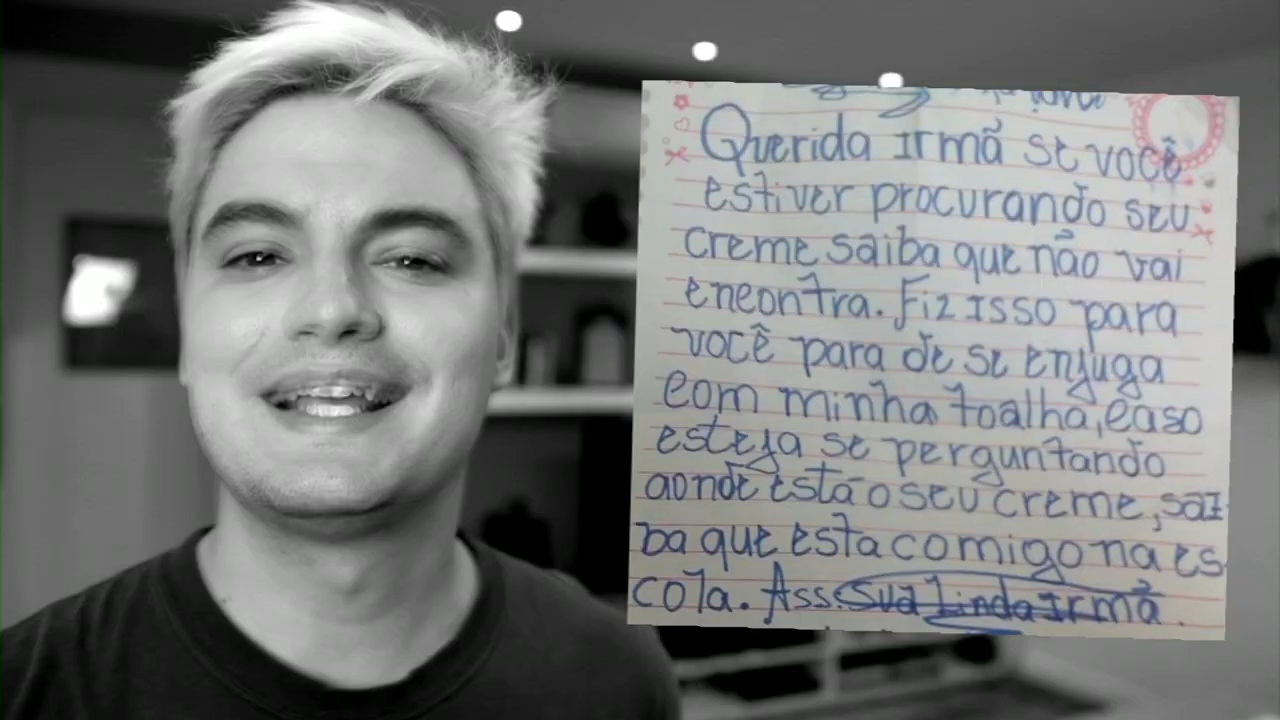 Querida irmã se você
estiver procurando seu
creme saiba que não vai
encontra. Fiz isso para
você para de se enjuga
com minha toalha, caso
esteja se perguntando
aonde está o seu creme, sai
ba que esta comigo na es
cola. Ass: Sua linda irmã.